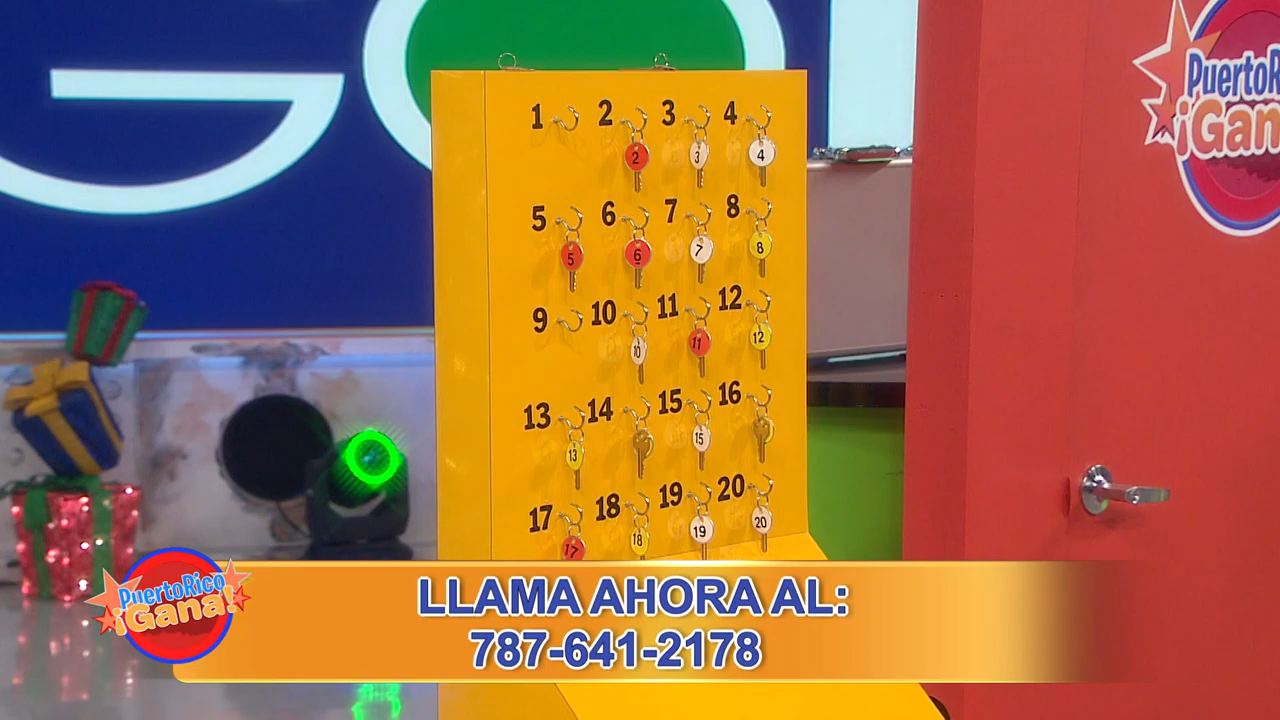 GO
PuertoRi
¡Gana
1 2 3 4
2 3 4
5 6 7 8
5 6 7 8
9 10 11 12
10 11 12
13 14 15 16
13 15
17 18 19 20
17 18 19 20
PuertoRico
¡Gana!
LLAMA AHORA AL:
787-641-2178